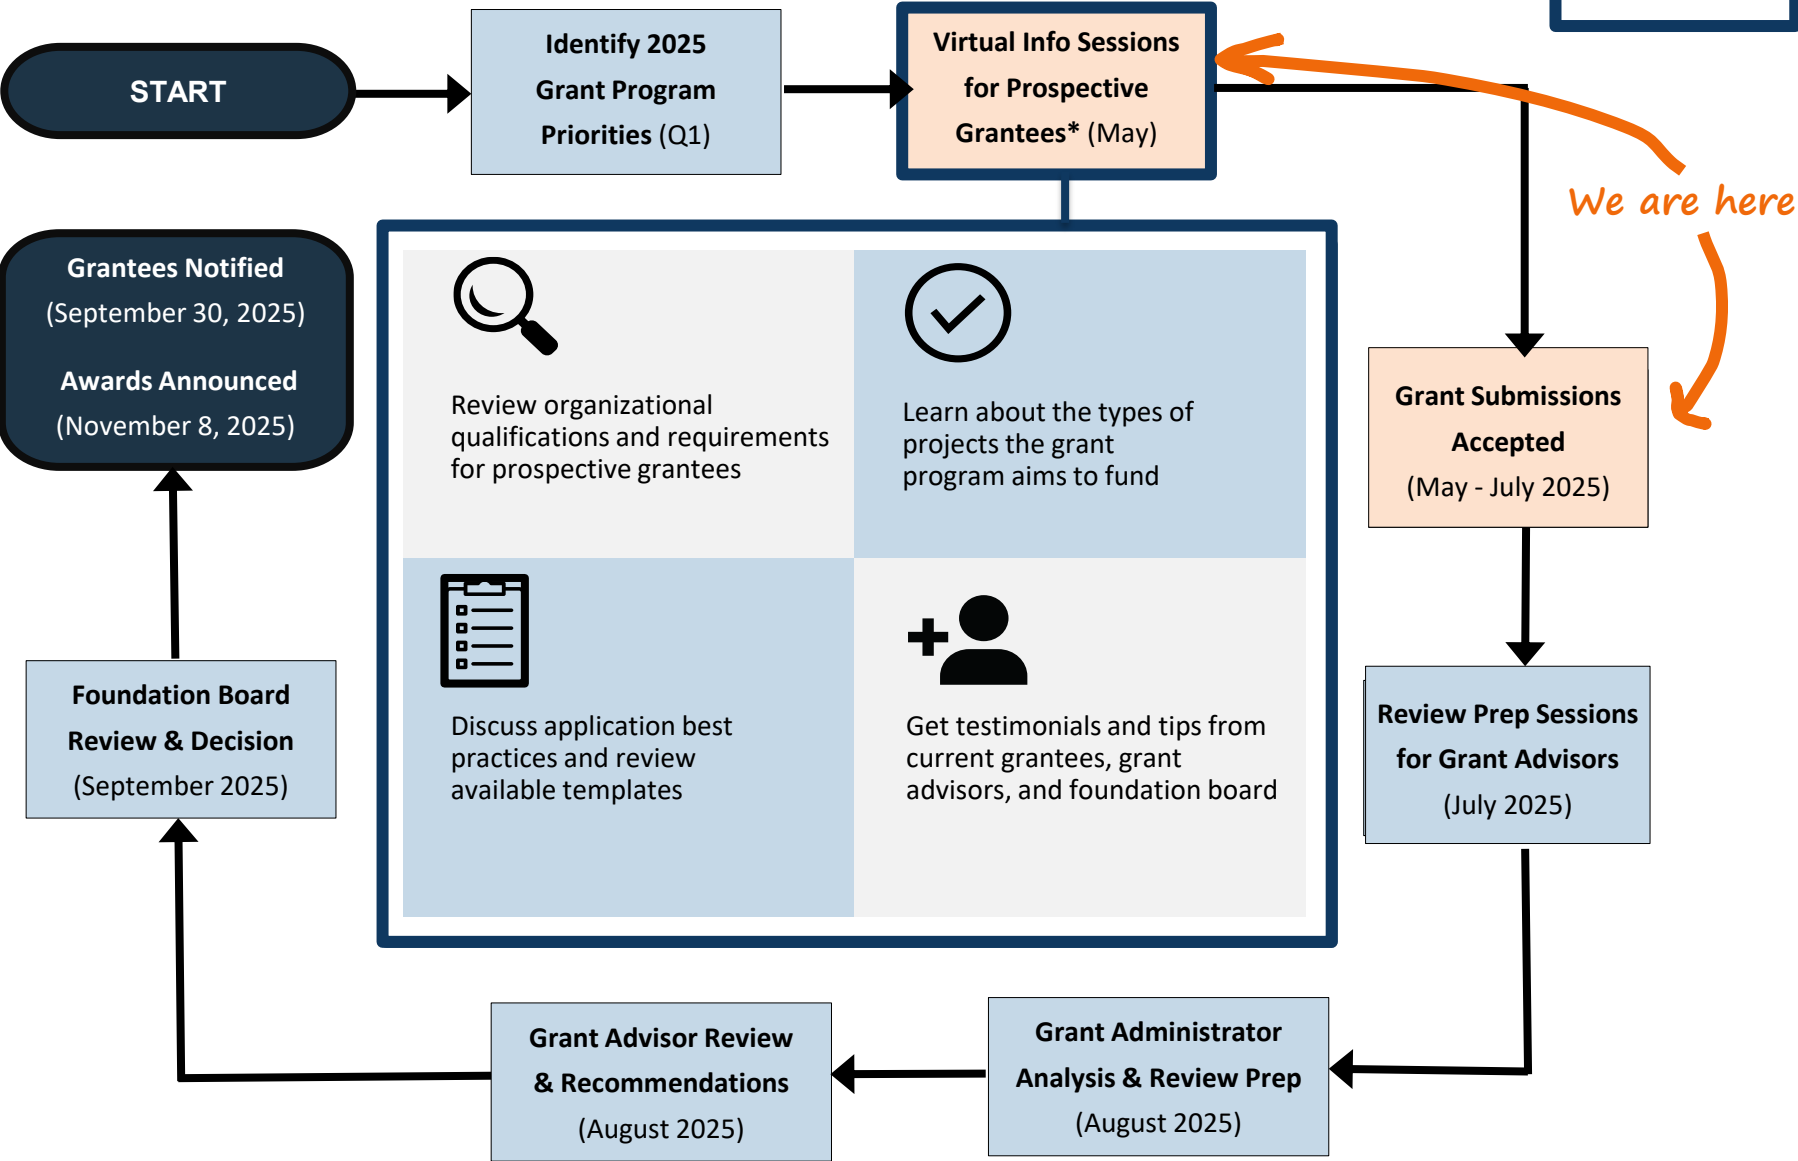 START
Identify 2025
Grant Program
Priorities (Q1)
Virtual Info Sessions
for Prospective
Grantees* (May)
We are here
Grant Submissions
Accepted
(May - July 2025)
Review Prep Sessions
for Grant Advisors
(July 2025)
Grant Administrator
Analysis & Review Prep
(August 2025)
Grant Advisor Review
& Recommendations
(August 2025)
Foundation Board
Review & Decision
(September 2025)
Grantees Notified
(September 30, 2025)
Awards Announced
(November 8, 2025)
Review organizational
qualifications and requirements
for prospective grantees
Learn about the types of
projects the grant
program aims to fund
Discuss application best
practices and review
available templates
Get testimonials and tips from
current grantees, grant
advisors, and foundation board